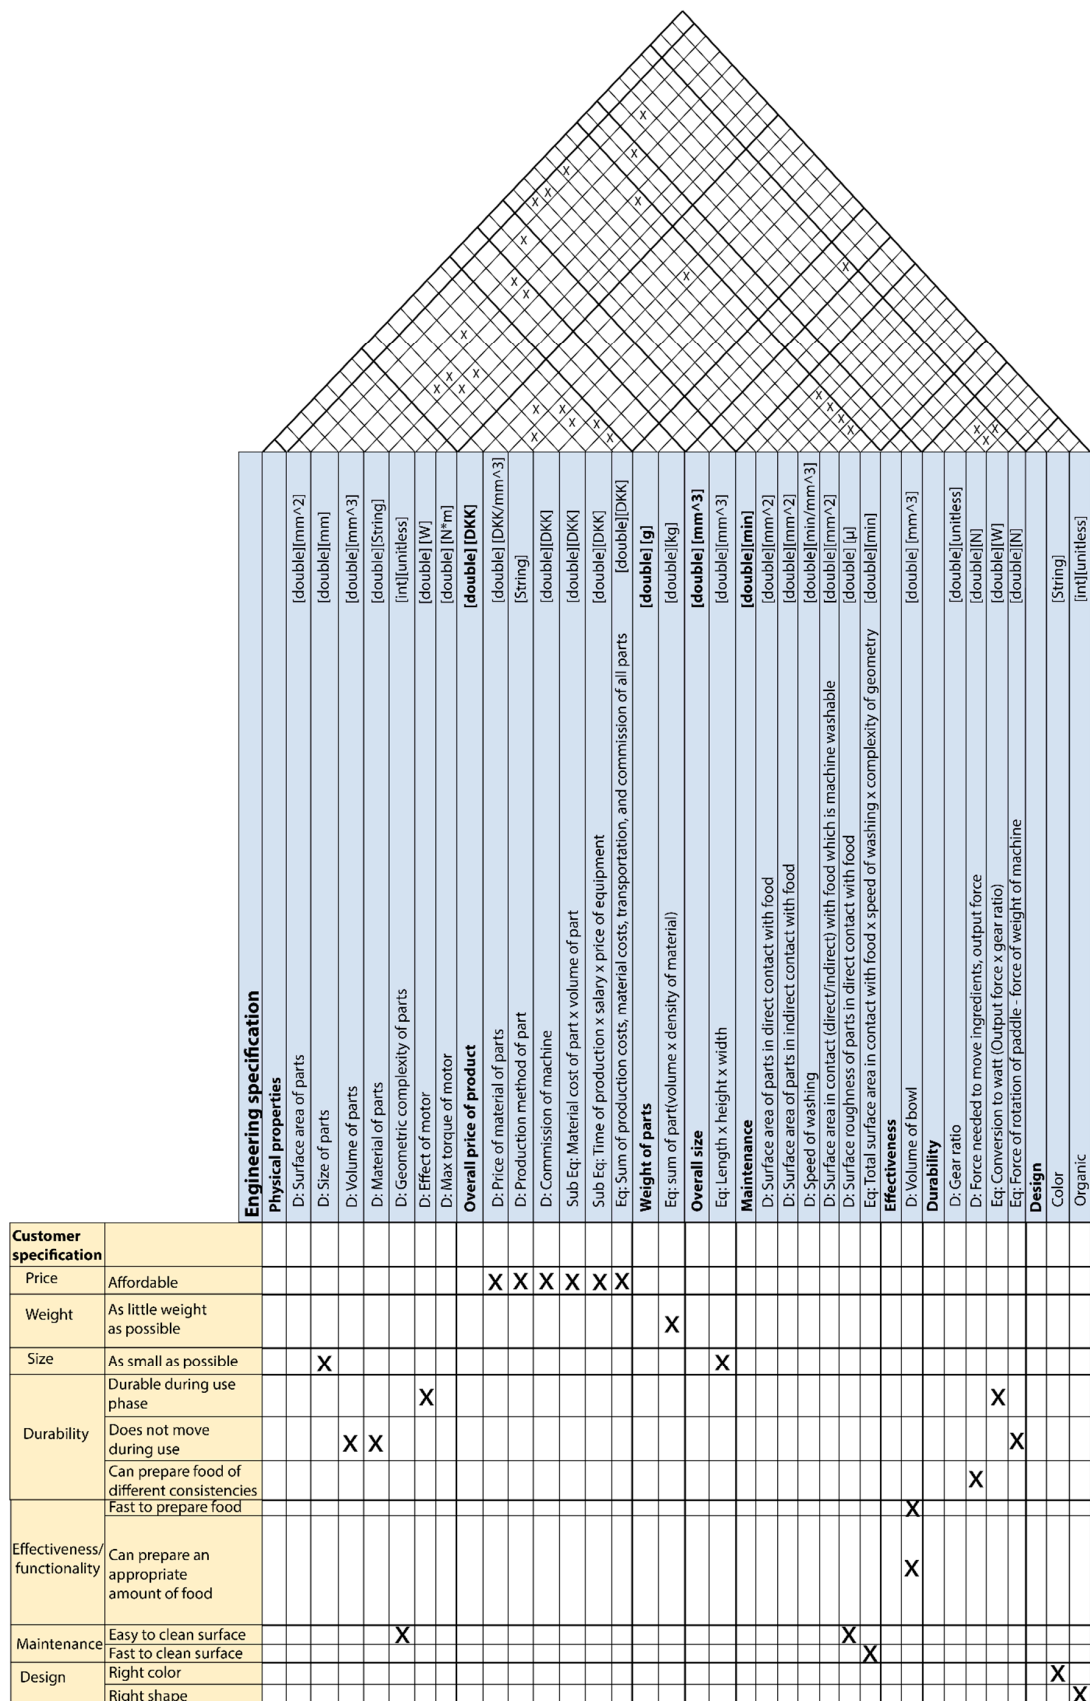 Engineering specification
Physical properties
D: Surface area of parts [double][mm^2]
D: Size of parts [double][mm]
D: Volume of parts [double][mm^3]
D: Material of parts [double][String]
D: Geometric complexity of parts [int][unitless]
D: Effect of motor [double] [W]
D: Max torque of motor [double] [N*m]
Overall price of product [double] [DKK]
D: Price of material of parts [double] [DKK/mm^3]
D: Production method of part [String]
D: Commission of machine [double][DKK]
Sub Eq: Material cost of part x volume of part [double][DKK]
Sub Eq: Time of production x salary x price of equipment [double][DKK]
Eq: Sum of production costs, material costs, transportation, and commission of all parts [double][DKK]
Weight of parts [double] [g]
Eq: sum of part(volume x density of material) [double][kg]
Overall size [double] [mm^3]
Eq: Length x height x width [double][mm^3]
Maintenance [double][min]
D: Surface area of parts in direct contact with food [double][mm^2]
D: Surface area of parts in indirect contact with food [double][mm^2]
D: Speed of washing [double][min/mm^3]
D: Surface area in contact (direct/indirect) with food which is machine washable [double][mm^2]
D: Surface roughness of parts in direct contact with food [double] [μ]
Eq: Total surface area in contact with food x speed of washing x complexity of geometry [double][min]
Effectiveness
D: Volume of bowl [double] [mm^3]
Durability
D: Gear ratio [double][unitless]
D: Force needed to move ingredients, output force [double][N]
Eq: Conversion to watt (Output force x gear ratio) [double][W]
Eq: Force of rotation of paddle - force of weight of machine [double][N]
Design
Color [String]
Organic [int][unitless]
Customer
specification
Price
Affordable X X X X X X
Weight
As little weight
as possible X
Size
As small as possible X X
Durability
Durable during use
phase X X
Does not move
during use X X X
Can prepare food of
different consistencies X
Effectiveness/
functionality
Fast to prepare food X
Can prepare an
appropriate
amount of food X
Maintenance
Easy to clean surface X X
Fast to clean surface X
Design
Right color X
Right shape X